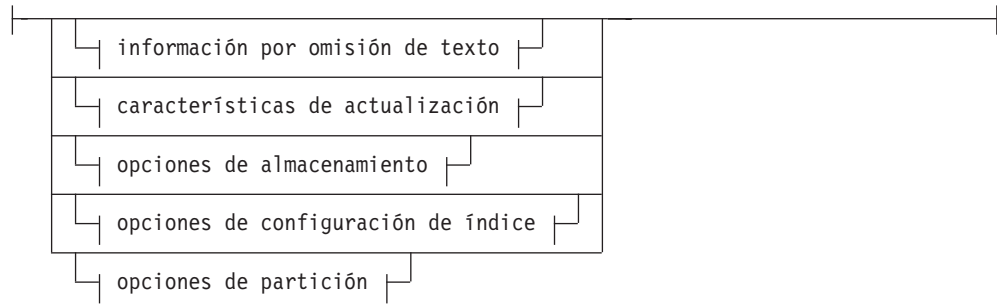 información por omisión de texto
características de actualización
opciones de almacenamiento
opciones de configuración de índice
opciones de partición